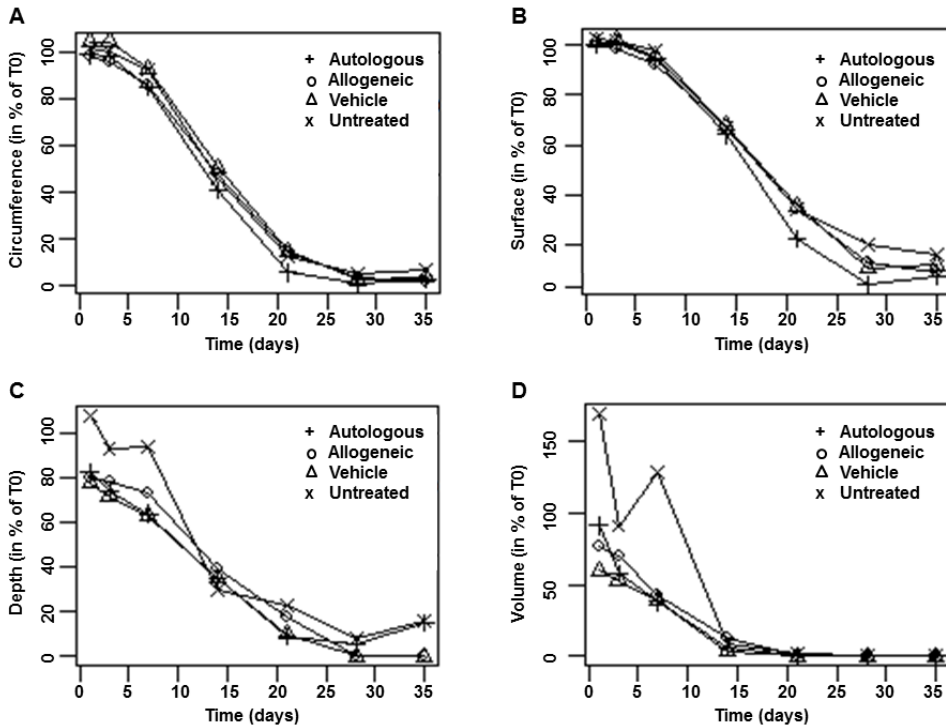 A
Circumference (in % of T0)
100
80
60
40
20
0
+ Autologous
o Allogeneic
△ Vehicle
x Untreated
0 5 10 15 20 25 30 35
Time (days)
B
Surface (in % of T0)
100
80
60
40
20
0
+ Autologous
o Allogeneic
△ Vehicle
x Untreated
0 5 10 15 20 25 30 35
Time (days)
C
Depth (in % of T0)
100
80
60
40
20
0
+ Autologous
o Allogeneic
△ Vehicle
x Untreated
0 5 10 15 20 25 30 35
Time (days)
D
Volume (in % of T0)
150
100
50
0
+ Autologous
o Allogeneic
△ Vehicle
x Untreated
0 5 10 15 20 25 30 35
Time (days)